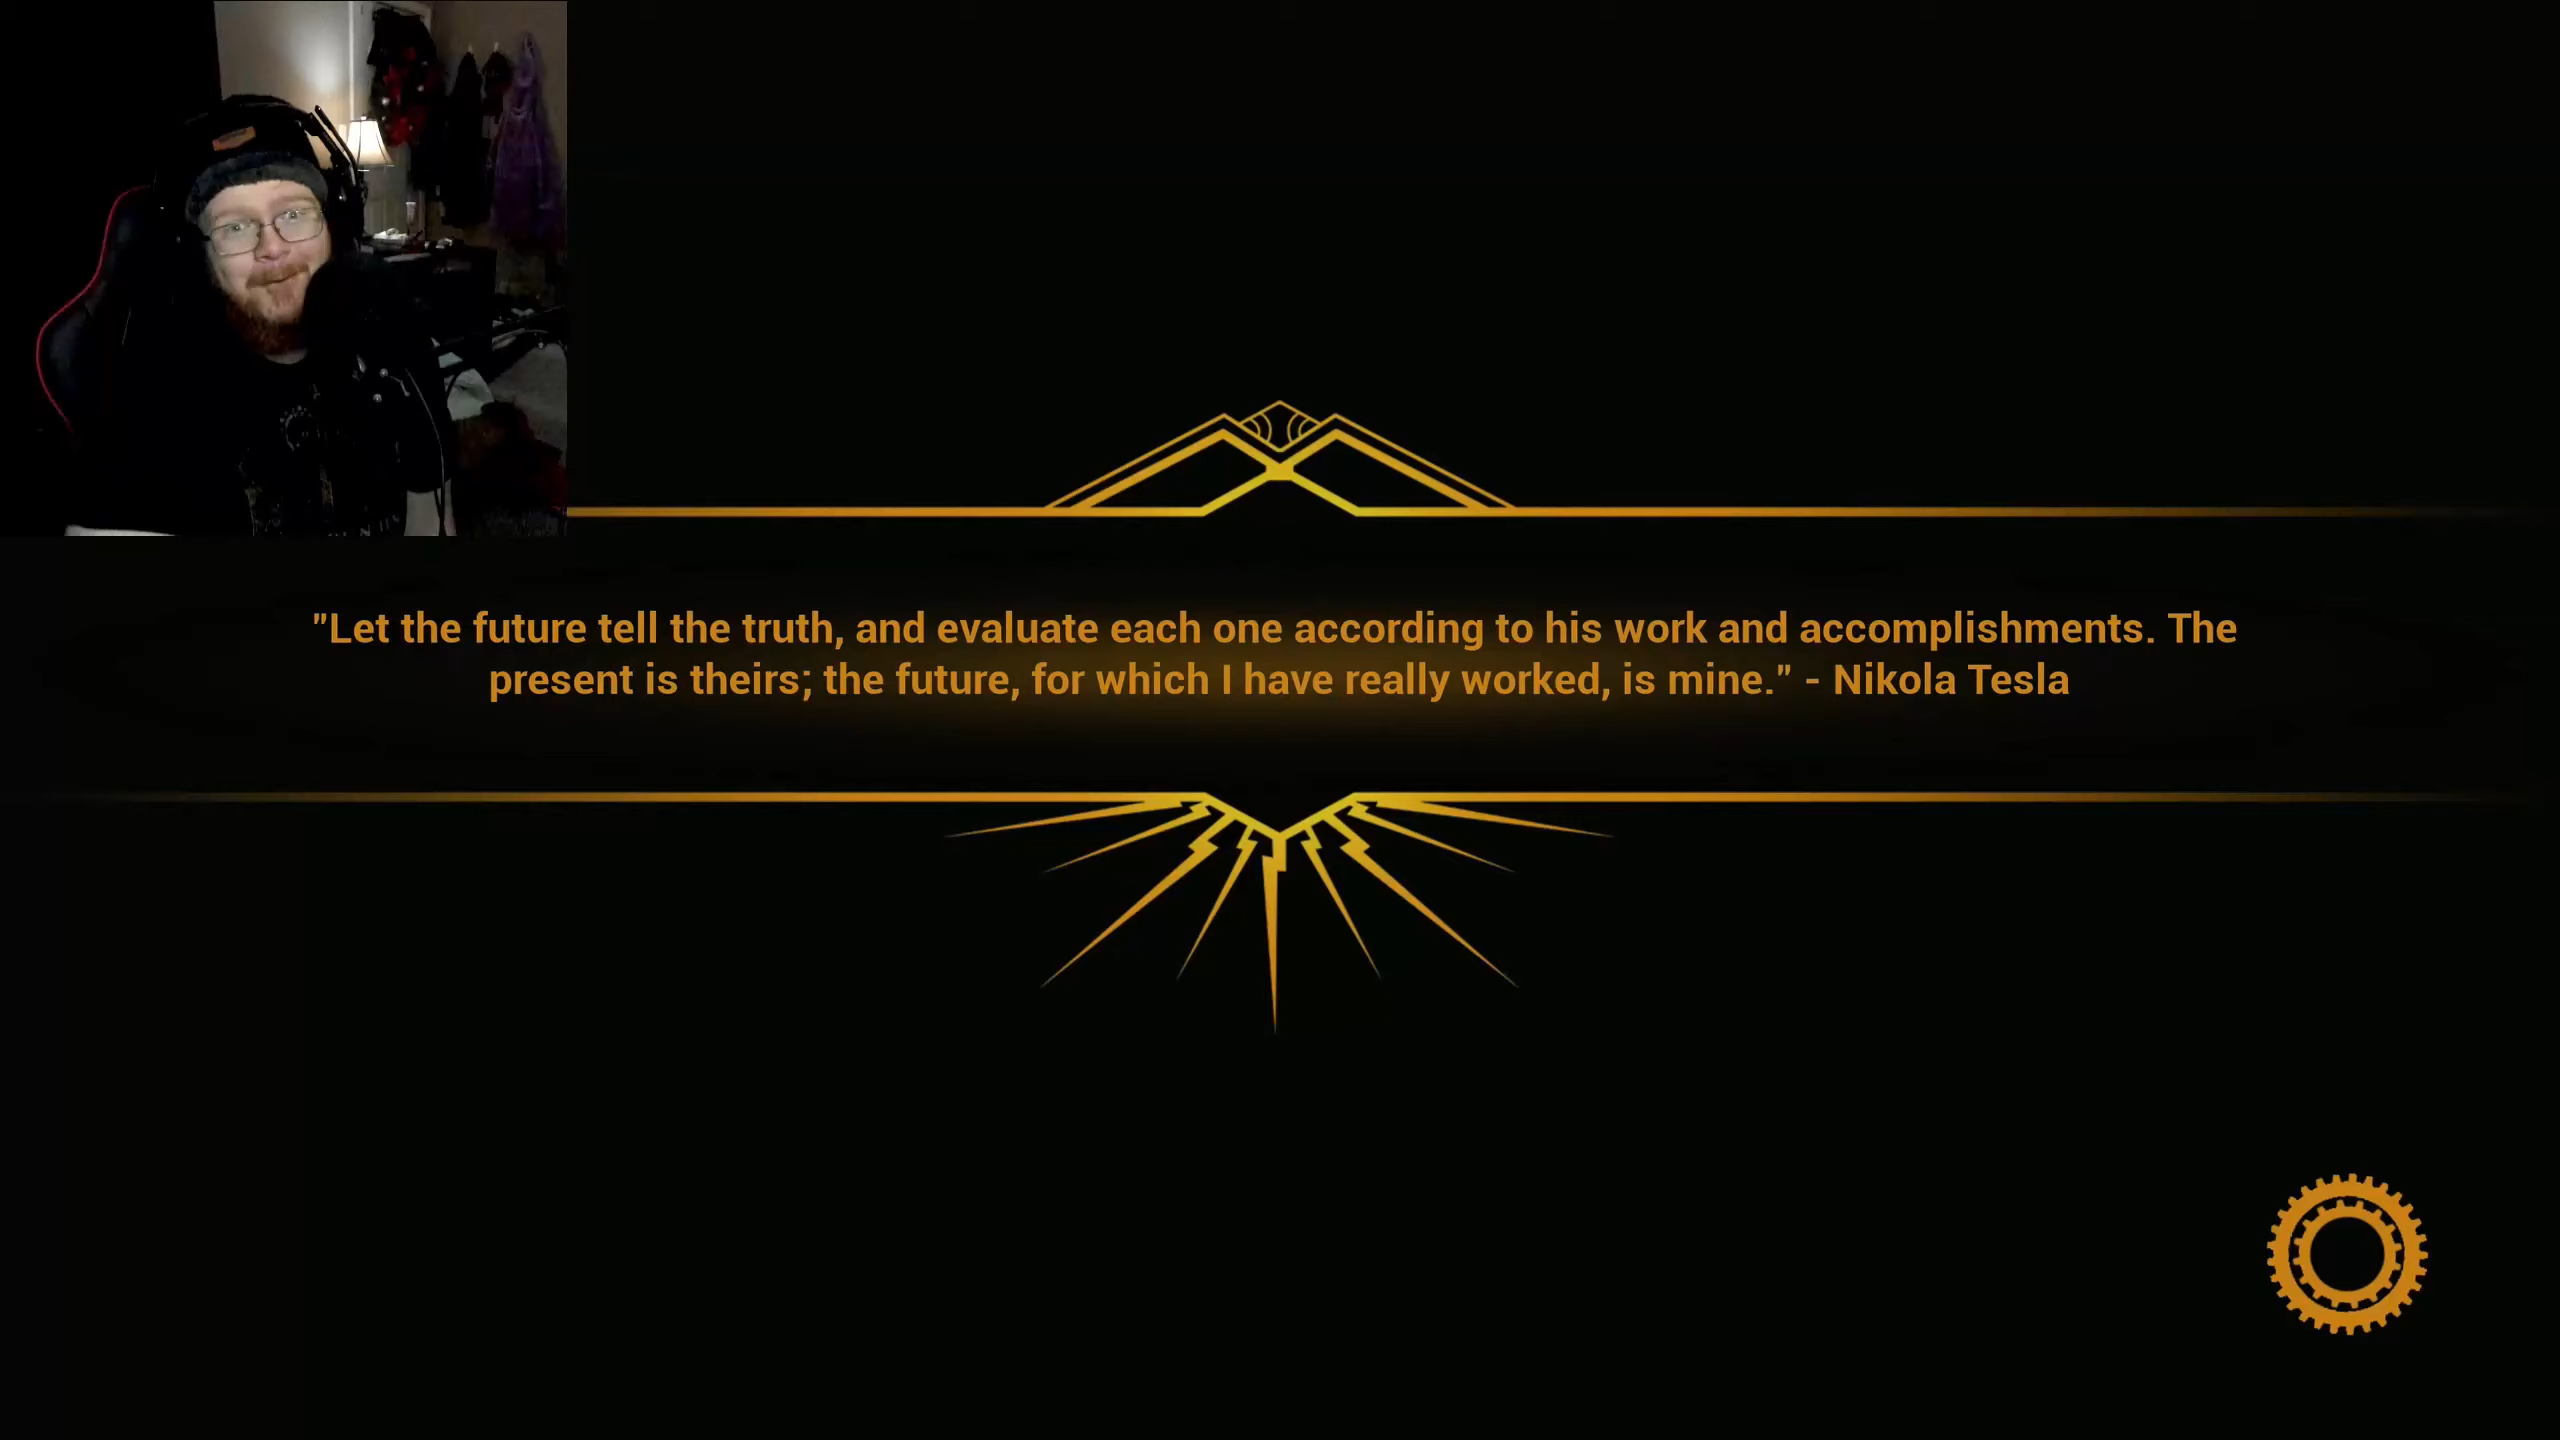 "Let the future tell the truth, and evaluate each one according to his work and accomplishments. The
present is theirs; the future, for which I have really worked, is mine." - Nikola Tesla